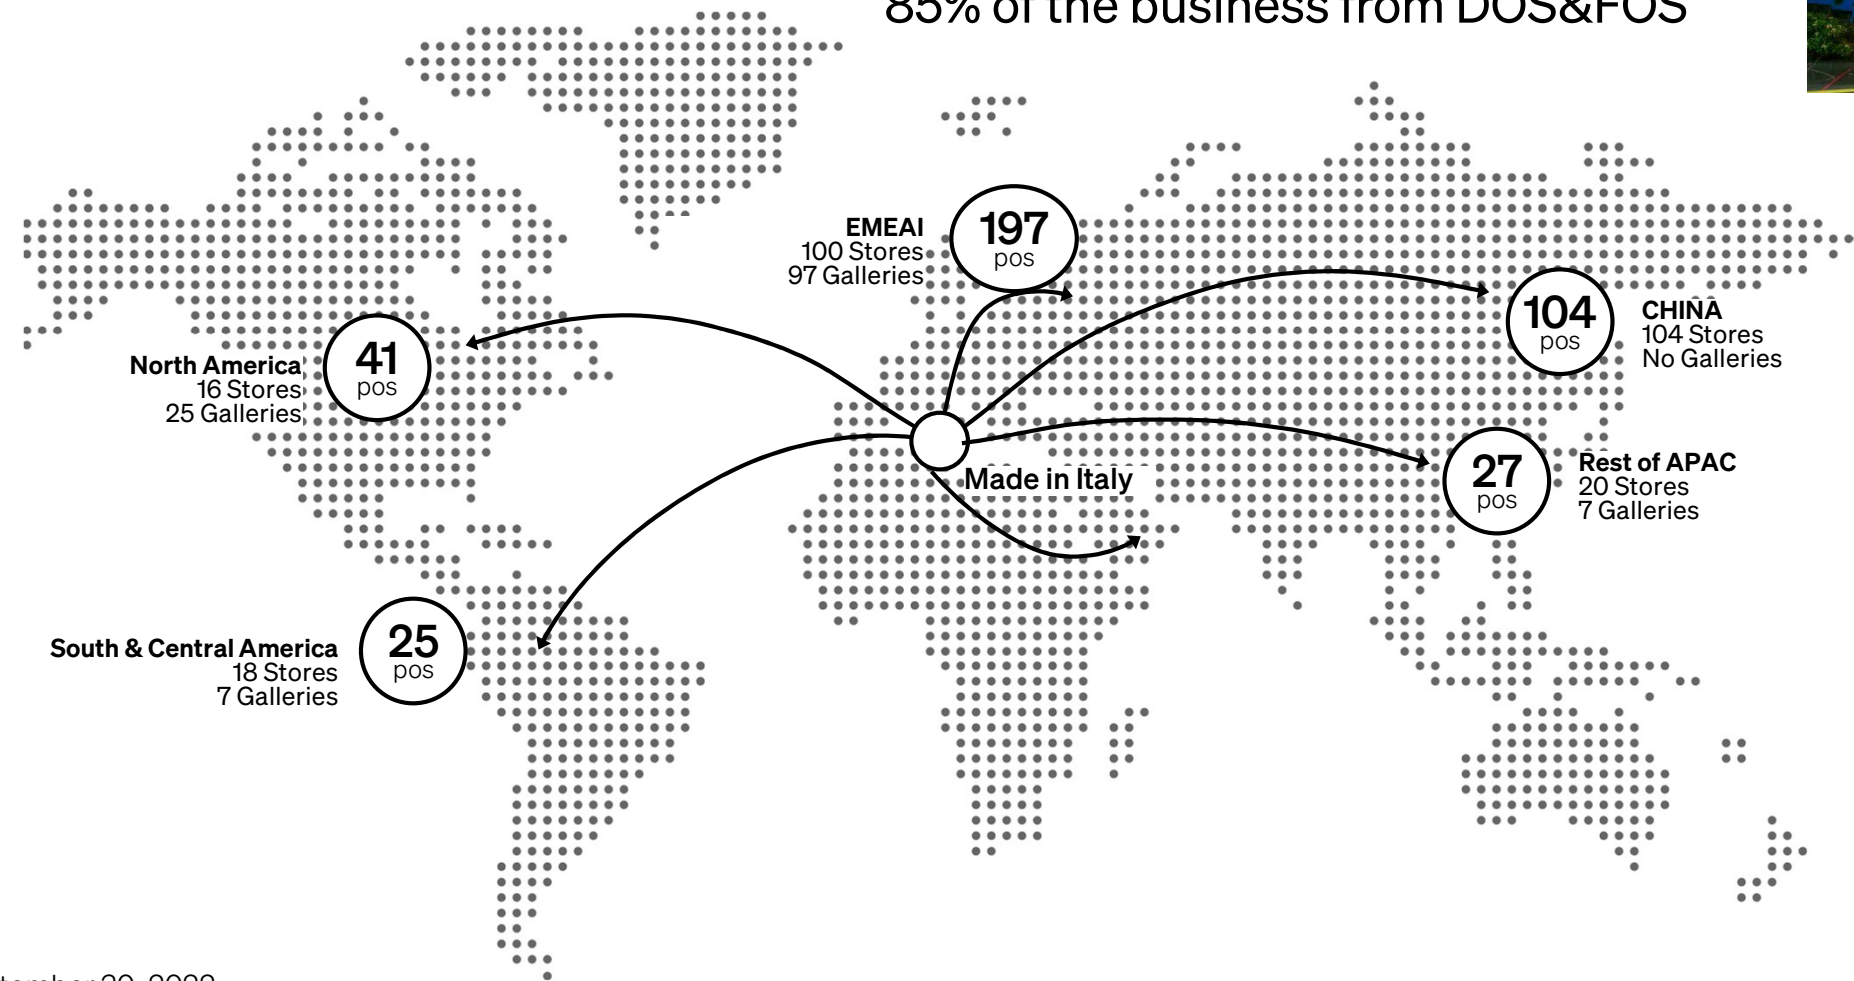 85% of the business from DOS&FOS
EMEAI
100 Stores
97 Galleries
197
pos
104
pos
CHINA
104 Stores
No Galleries
North America
16 Stores
25 Galleries
41
pos
Made in Italy
27
pos
Rest of APAC
20 Stores
7 Galleries
South & Central America
18 Stores
7 Galleries
25
pos